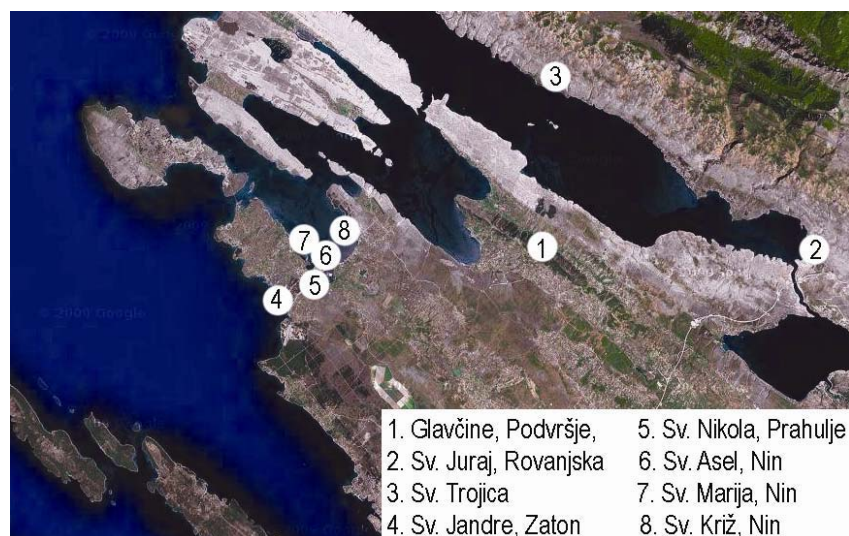 3
8
7
6
1
2
5
4
© 2009 Google
1. Glavčine, Podvršje,
2. Sv. Juraj, Rovanjska
3. Sv. Trojica
4. Sv. Jandre, Zaton
5. Sv. Nikola, Prahulje
6. Sv. Asel, Nin
7. Sv. Marija, Nin
8. Sv. Križ, Nin